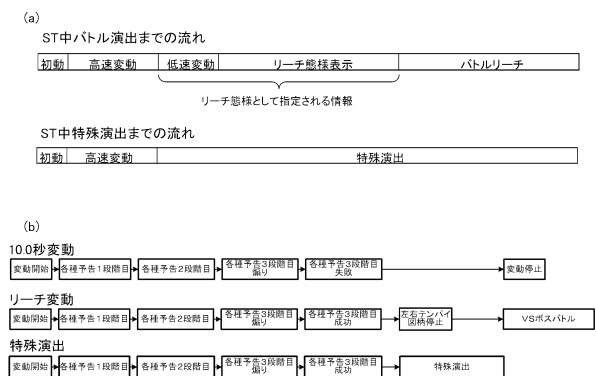 (a)
ST中バトル演出までの流れ
初動 高速変動 低速変動 リーチ態様表示 バトルリーチ
リーチ態様として指定される情報
ST中特殊演出までの流れ
初動 高速変動 特殊演出
(b)
10.0秒変動
変動開始 各種予告1段階目 各種予告2段階目 各種予告3段階目 各種予告3段階目 変動停止
煽り 失敗
リーチ変動
変動開始 各種予告1段階目 各種予告2段階目 各種予告3段階目 各種予告3段階目 左右テンパイ VSボスバトル
煽り 成功 図柄停止
特殊演出
変動開始 各種予告1段階目 各種予告2段階目 各種予告3段階目 各種予告3段階目 特殊演出
煽り 成功